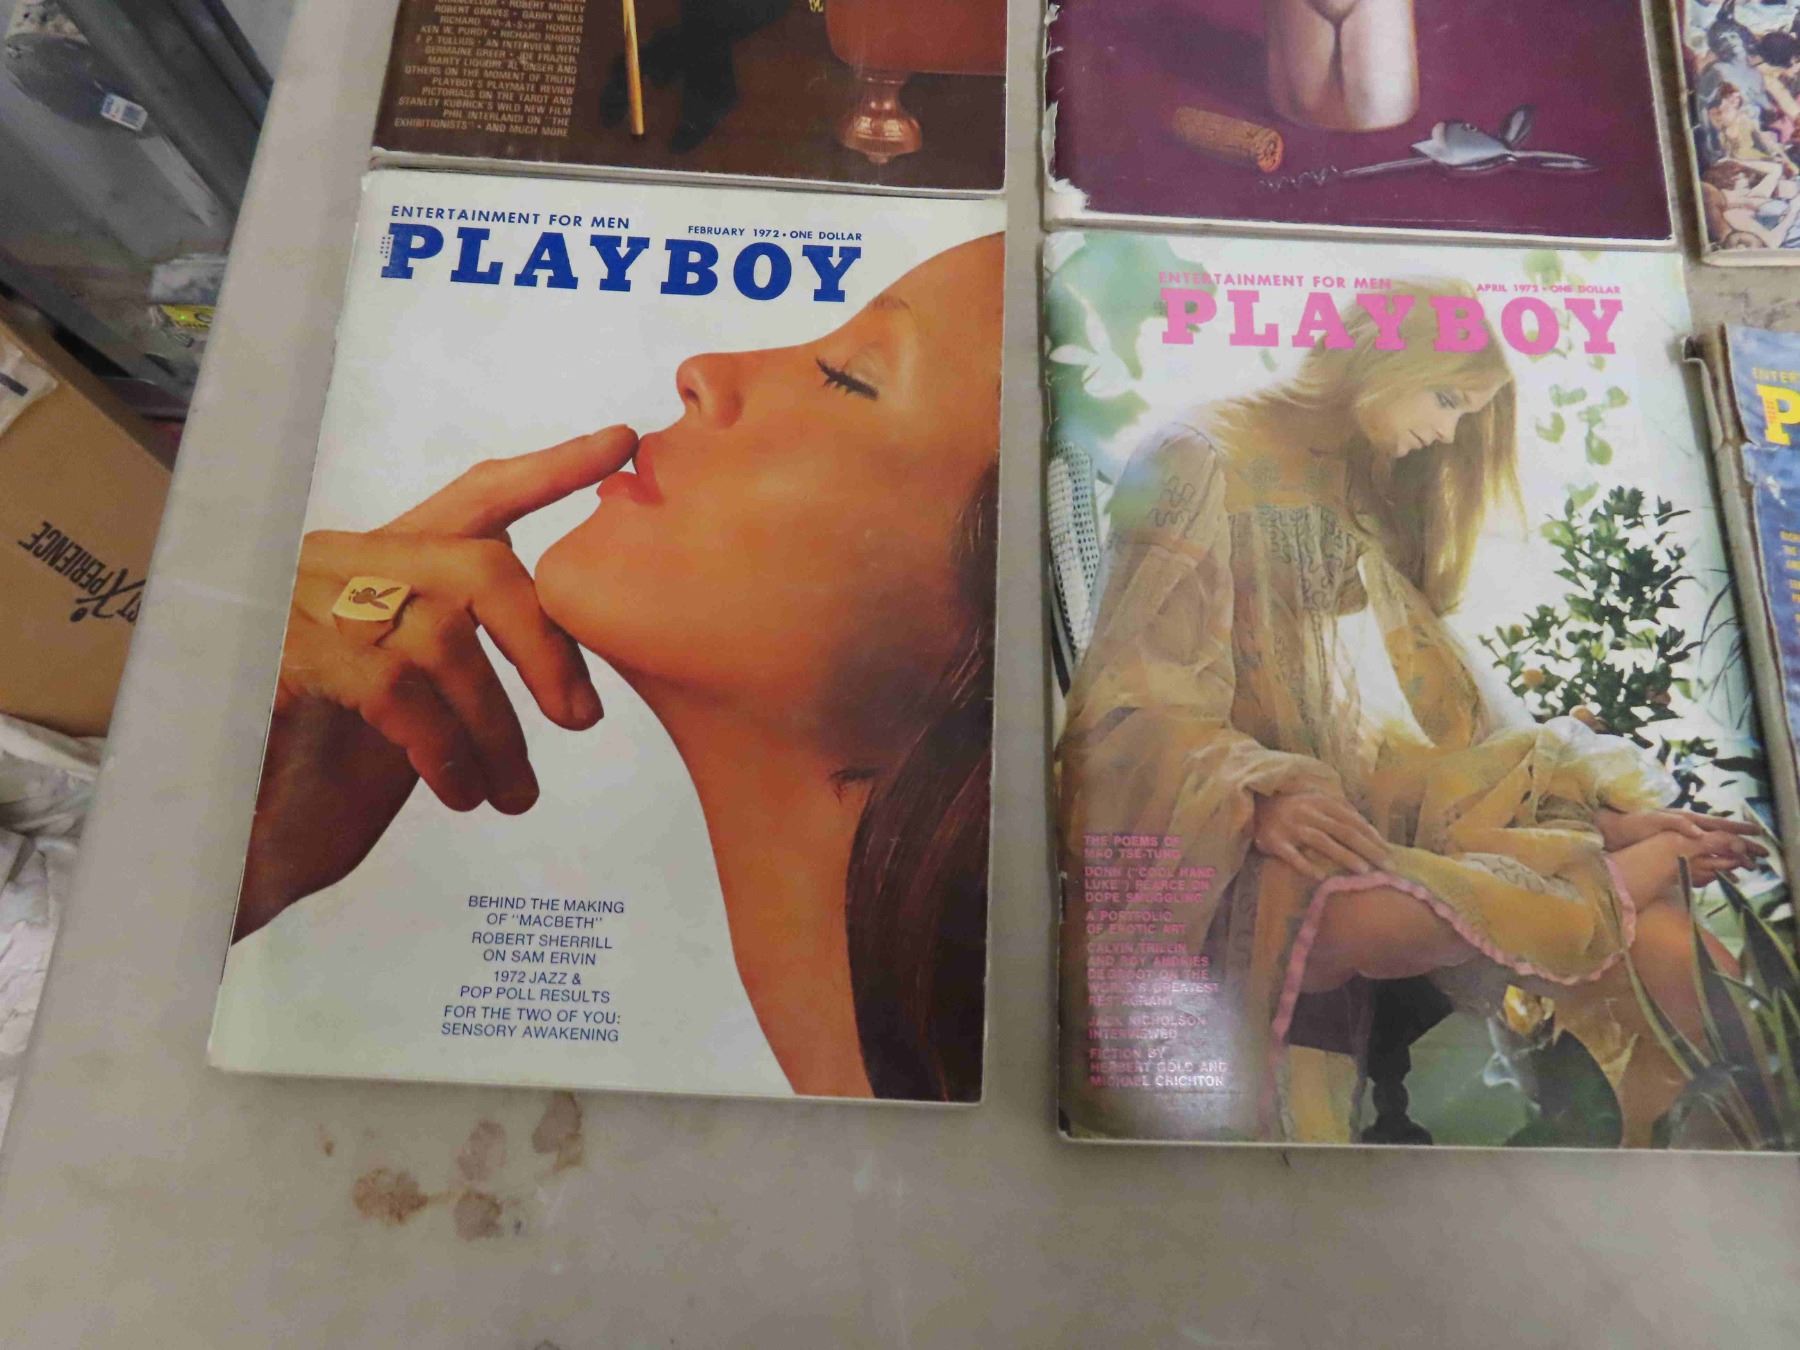 ROBERT MORLEY
ROBERT GRAVES • GARRY WILLS
RICHARD "M-A-S-H" HOOKER
KEN W. PURDY • RICHARD RHODES
F. P. TULLIUS • AN INTERVIEW WITH
GERMAINE GREER • JOE FRAZIER,
MARTY LIQUORI, AL UNSER AND
OTHERS ON THE MOMENT OF TRUTH
PLAYBOY'S PLAYMATE REVIEW
PICTORIALS ON THE TAROT AND
STANLEY KUBRICK'S WILD NEW FILM
PHIL INTERLANDI ON "THE
EXHIBITIONISTS" • AND MUCH MORE
ENTERTAINMENT FOR MEN
FEBRUARY 1972 • ONE DOLLAR
PLAYBOY
BEHIND THE MAKING
OF "MACBETH"
ROBERT SHERRILL
ON SAM ERVIN
1972 JAZZ &
POP POLL RESULTS
FOR THE TWO OF YOU:
SENSORY AWAKENING
ENTERTAINMENT FOR MEN
APRIL 1972 • ONE DOLLAR
PLAYBOY
THE POEMS OF
MAO TSE-TUNG
DONN ("COOL HAND
LUKE") PEARCE ON
DOPE SMUGGLING
A PORTFOLIO
OF EROTIC ART
CALVIN TRILLIN
AND ROY ANDRIES
DE GROOT ON THE
WORLD'S GREATEST
RESTAURANT
JACK NICHOLSON
INTERVIEWED
FICTION BY
HERBERT GOLD AND
MICHAEL CRICHTON
ENTER
P
XPERIENCE